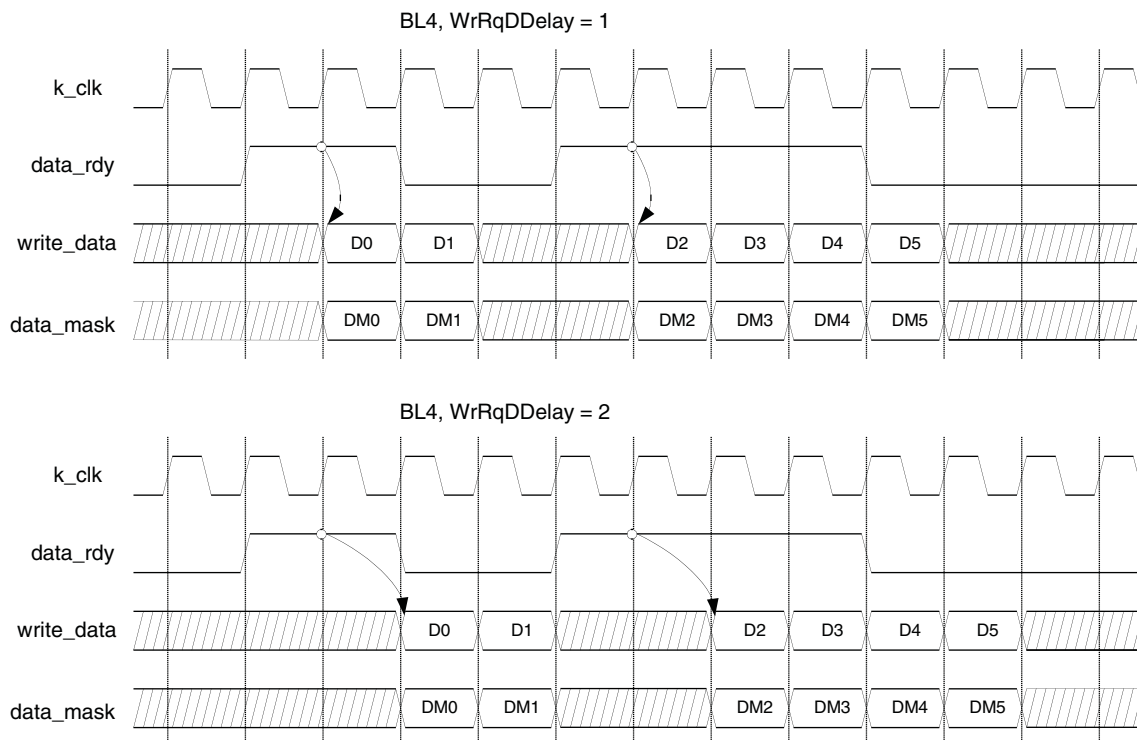 BL4, WrRqDDelay = 1
k_clk
data_rdy
write_data D0 D1 D2 D3 D4 D5
data_mask DM0 DM1 DM2 DM3 DM4 DM5
BL4, WrRqDDelay = 2
k_clk
data_rdy
write_data D0 D1 D2 D3 D4 D5
data_mask DM0 DM1 DM2 DM3 DM4 DM5